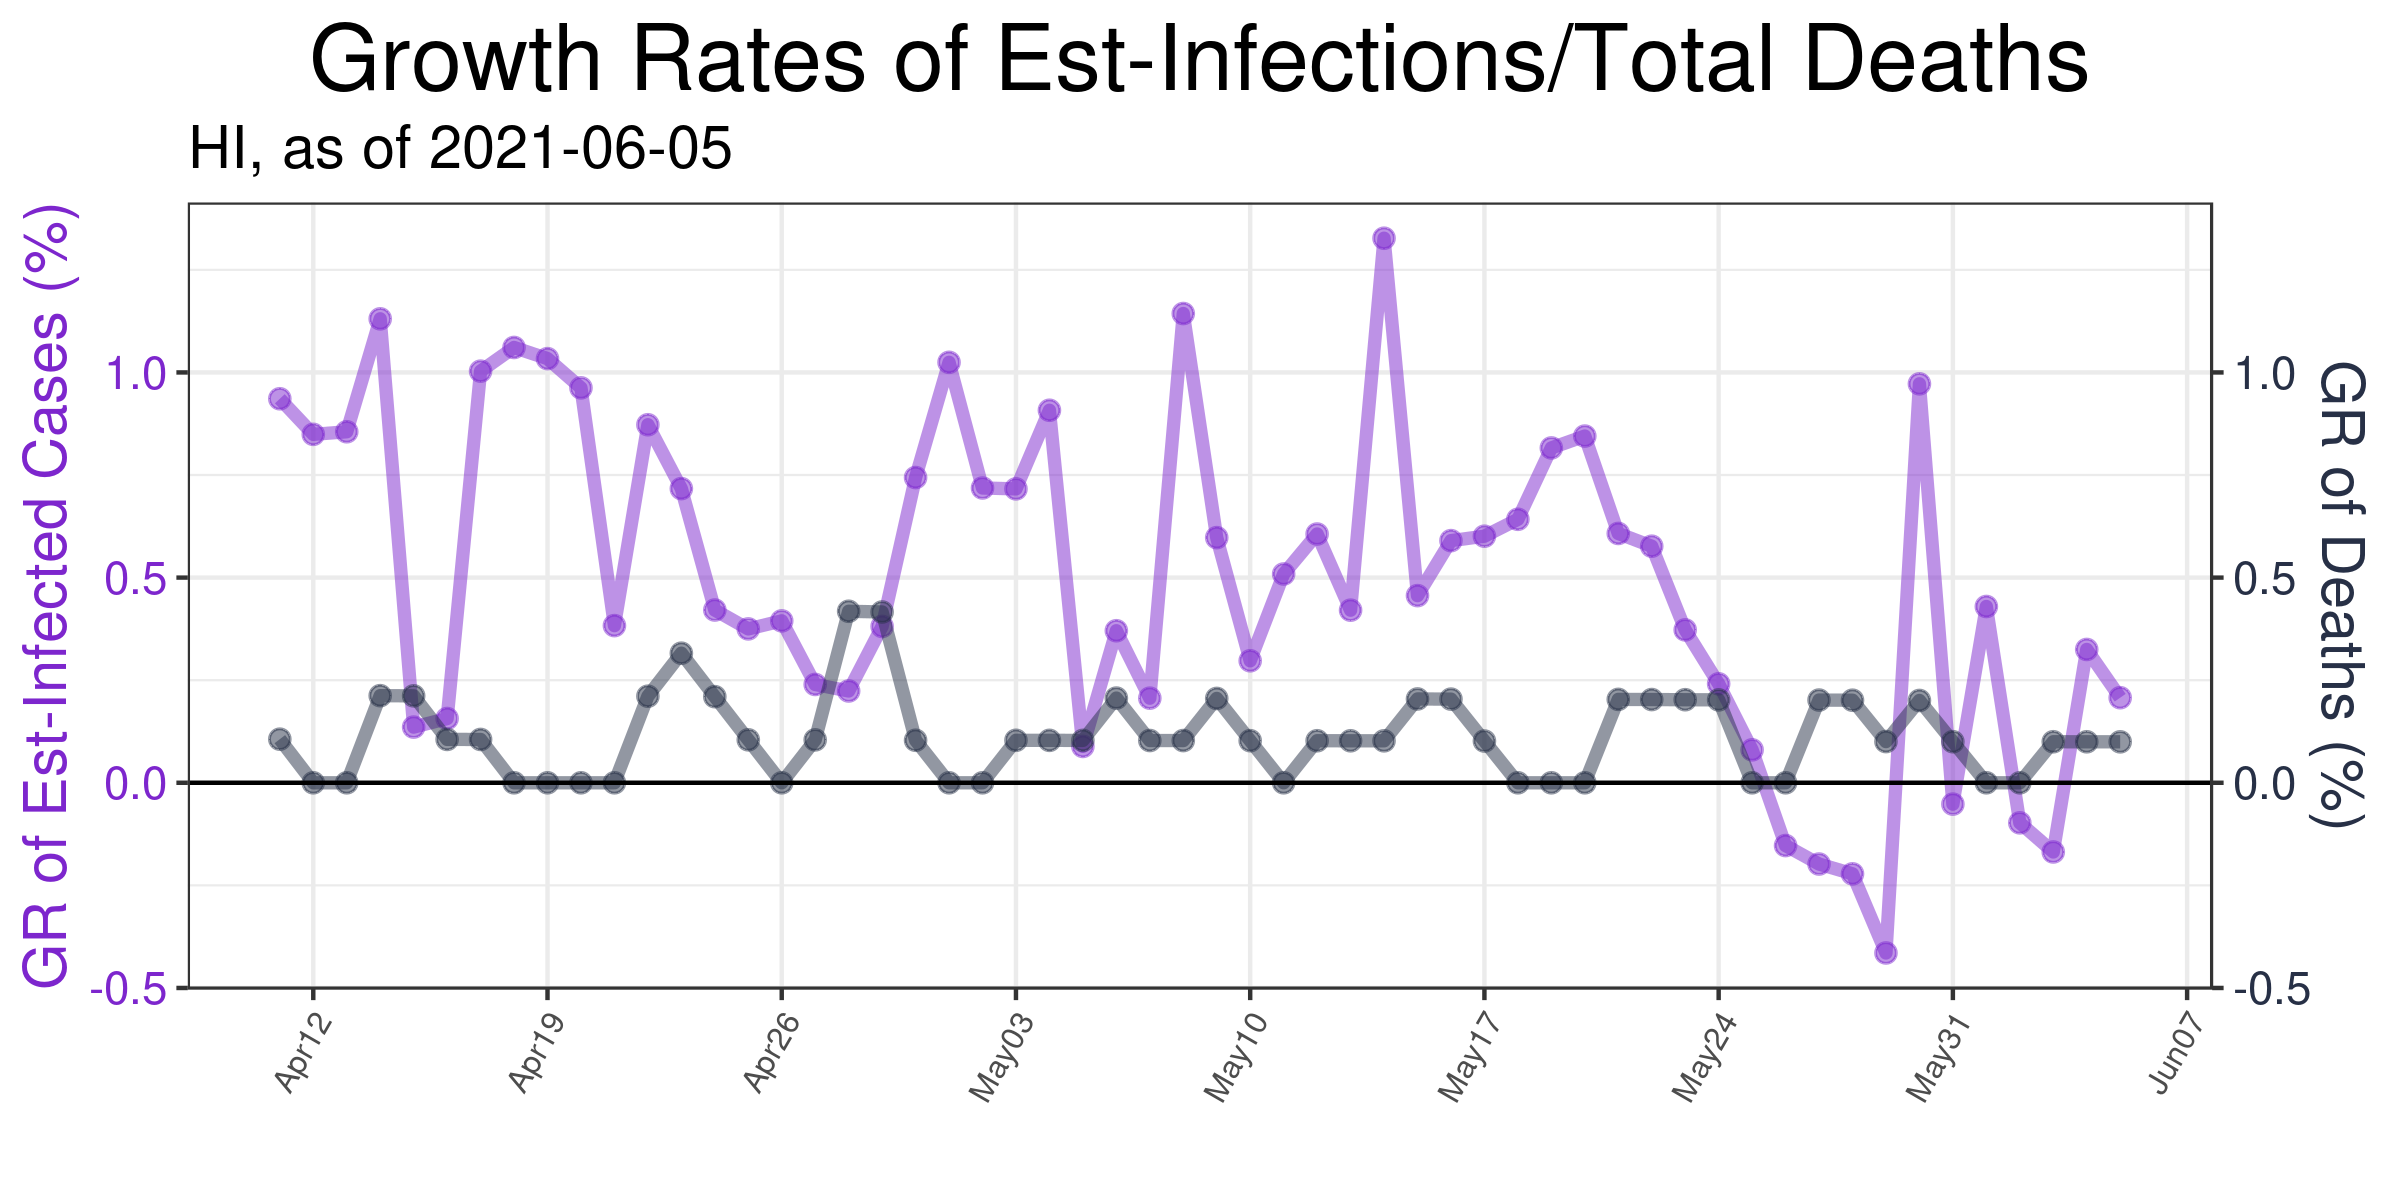 Growth Rates of Est-Infections/Total Deaths
HI, as of 2021-06-05
GR of Est-Infected Cases (%)
1.0
0.5
0.0
-0.5
1.0
0.5
0.0
-0.5
GR of Deaths (%)
Apr12
Apr19
Apr26
May03
May10
May17
May24
May31
Jun07